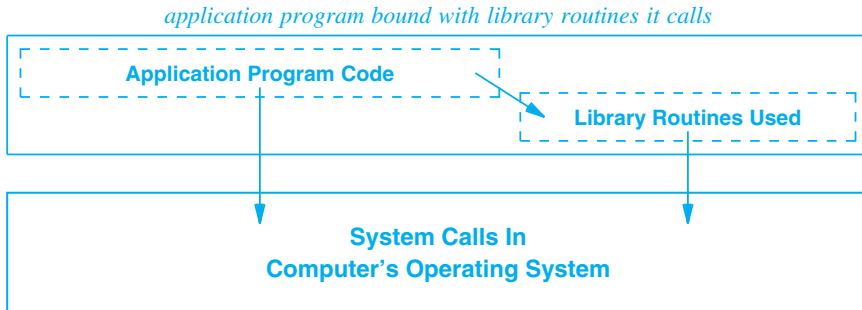 application program bound with library routines it calls
Application Program Code
Library Routines Used
System Calls In
Computer’s Operating System